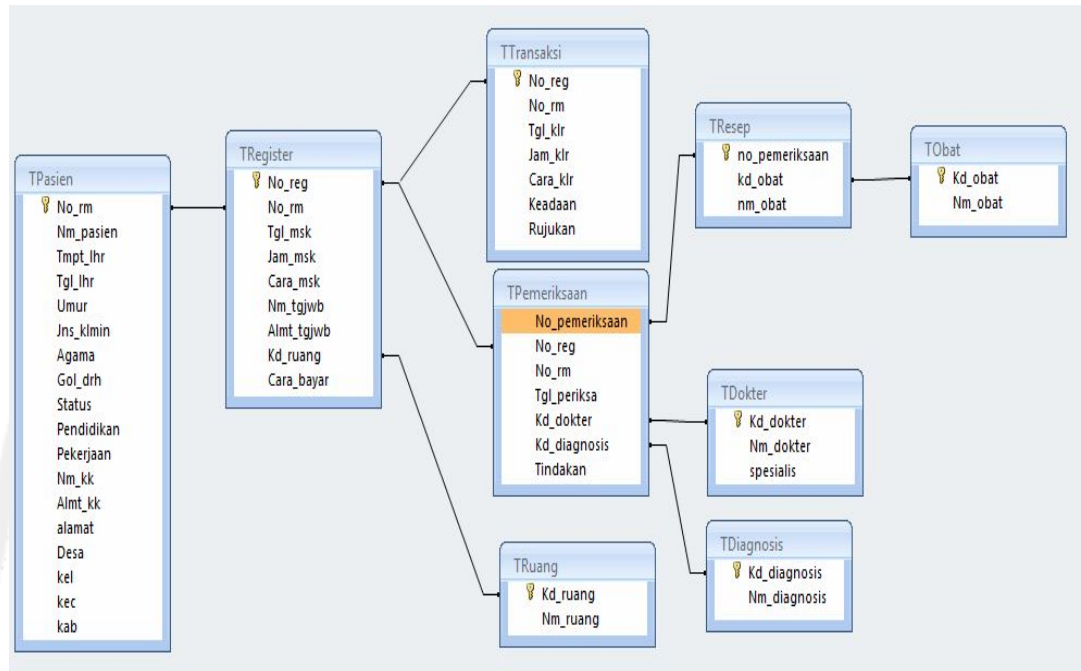 TPasien
No_rm
Nm_pasien
Tmpt_lhr
Tgl_lhr
Umur
Jns_klmin
Agama
Gol_drh
Status
Pendidikan
Pekerjaan
Nm_kk
Almt_kk
alamat
Desa
kel
kec
kab
TRegister
No_reg
No_rm
Tgl_msk
Jam_msk
Cara_msk
Nm_tgjwb
Almt_tgjwb
Kd_ruang
Cara_bayar
TTransaksi
No_reg
No_rm
Tgl_klr
Jam_klr
Cara_klr
Keadaan
Rujukan
TPemeriksaan
No_pemeriksaan
No_reg
No_rm
Tgl_periksa
Kd_dokter
Kd_diagnosis
Tindakan
TRuang
Kd_ruang
Nm_ruang
TResep
no_pemeriksaan
kd_obat
nm_obat
TObat
Kd_obat
Nm_obat
TDokter
Kd_dokter
Nm_dokter
spesialis
TDiagnosis
Kd_diagnosis
Nm_diagnosis